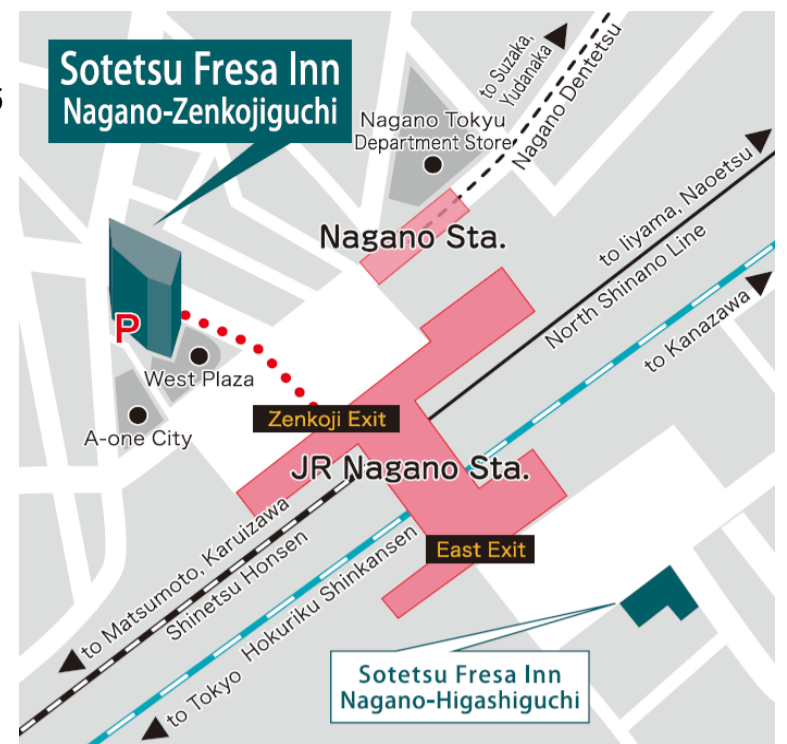 Sotetsu Fresa Inn
Nagano-Zenkojiguchi
to Suzaka,
Yudanaka
Nagano Dentetsu
Nagano Tokyu
Department Store
Nagano Sta.
to Iiyama, Naoetsu
North Shinano Line
to Kanazawa
P
West Plaza
A-one City
Zenkoji Exit
JR Nagano Sta.
East Exit
to Matsumoto, Karuizawa
Shinetsu Honsen
Hokuriku Shinkansen
to Tokyo
Sotetsu Fresa Inn
Nagano-Higashiguchi